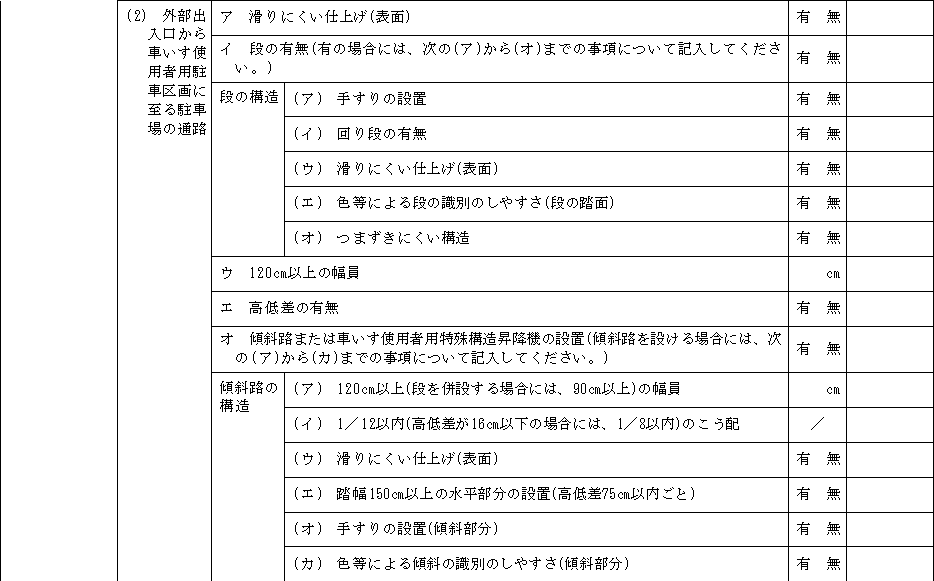 (2)　外部出
入口から
車いす使
用者用駐
車区画に
至る駐車
場の通路
ア　滑りにくい仕上げ(表面)
有　無
イ　段の有無(有の場合には、次の(ア)から(オ)までの事項について記入してくださ
い。)
有　無
段の構造
(ア)　手すりの設置
有　無
(イ)　回り段の有無
有　無
(ウ)　滑りにくい仕上げ(表面)
有　無
(エ)　色等による段の識別のしやすさ(段の踏面)
有　無
(オ)　つまずきにくい構造
有　無
ウ　120cm以上の幅員
cm
エ　高低差の有無
有　無
オ　傾斜路または車いす使用者用特殊構造昇降機の設置(傾斜路を設ける場合には、次
の(ア)から(カ)までの事項について記入してください。)
有　無
傾斜路の
構造
(ア)　120cm以上(段を併設する場合には、90cm以上)の幅員
cm
(イ)　1／12以内(高低差が16cm以下の場合には、1／8以内)のこう配
／
(ウ)　滑りにくい仕上げ(表面)
有　無
(エ)　踏幅150cm以上の水平部分の設置(高低差75cm以内ごと)
有　無
(オ)　手すりの設置(傾斜部分)
有　無
(カ)　色等による傾斜の識別のしやすさ(傾斜部分)
有　無